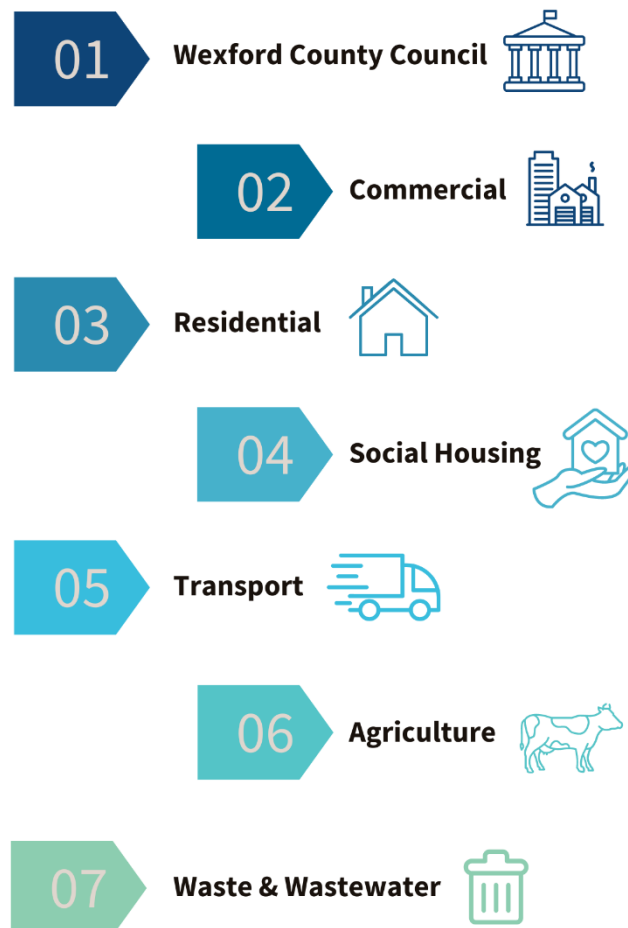 01 Wexford County Council
02 Commercial
03 Residential
04 Social Housing
05 Transport
06 Agriculture
07 Waste & Wastewater